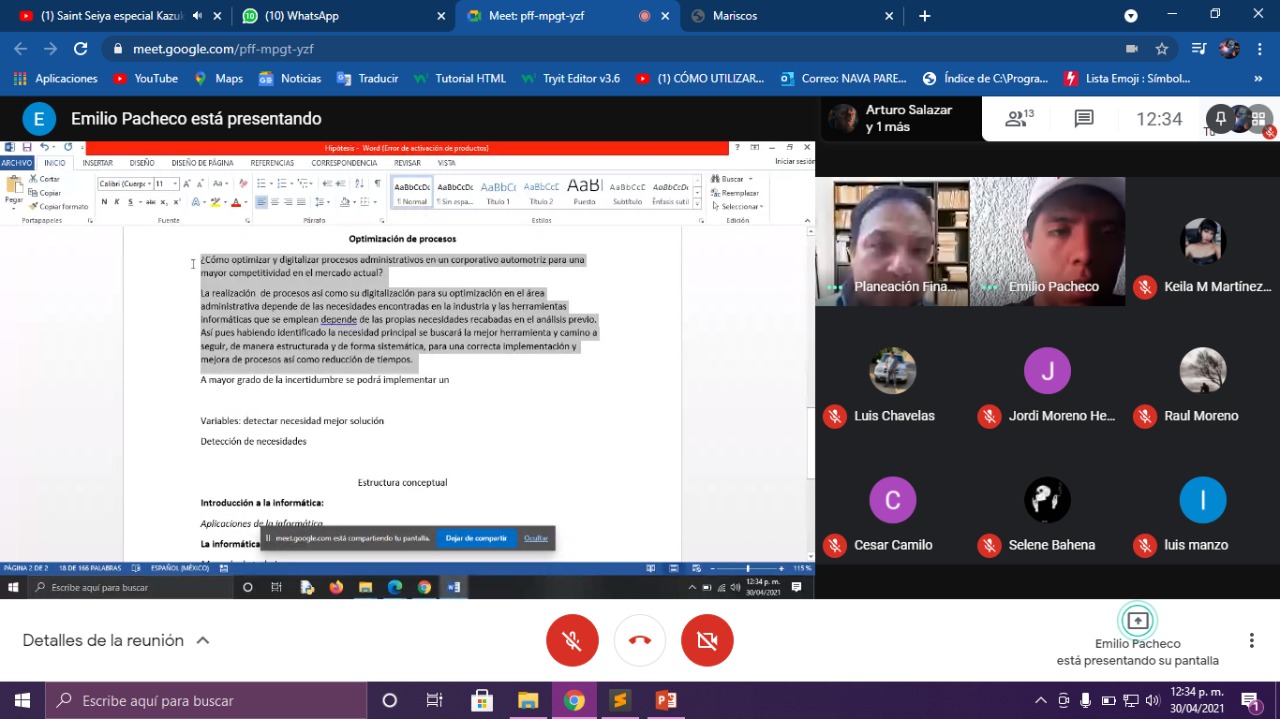 (1) Saint Seiya especial Kazuk
(10) WhatsApp
Meet: pff-mpgt-yzf
Mariscos
meet.google.com/pff-mpgt-yzf
Aplicaciones
YouTube
Maps
Noticias
Traducir
Tutorial HTML
Tryit Editor v3.6
(1) CÓMO UTILIZAR...
Correo: NAVA PARE...
Índice de C:\Progra...
Lista Emoji : Símbol...
»
E
Emilio Pacheco está presentando
Arturo Salazar
y 1 más
13
12:34
Hipótesis - Word (Error de activación de productos)
ARCHIVO
INICIO
INSERTAR
DISEÑO
DISEÑO DE PÁGINA
REFERENCIAS
CORRESPONDENCIA
REVISAR
VISTA
Iniciar sesión
Pegar
Cortar
Copiar
Copiar formato
Portapapeles
Calibri (Cuerpo
11
N K S
Fuente
Párrafo
AaBbCcDc
¶ Normal
AaBbCcDc
¶ Sin espa...
AaBbCc
Título 1
AaBbCcC
Título 2
AaB
Puesto
AaBbCcC
Subtítulo
AaBbCcDc
Énfasis sutil
Estilos
Buscar
Reemplazar
Seleccionar
Edición
Optimización de procesos
¿Cómo optimizar y digitalizar procesos administrativos en un corporativo automotriz para una
mayor competitividad en el mercado actual?
La realización de procesos así como su digitalización para su optimización en el área
administrativa depende de las necesidades encontradas en la industria y las herramientas
informáticas que se emplean depende de las propias necesidades recabadas en el análisis previo.
Así pues habiendo identificado la necesidad principal se buscará la mejor herramienta y camino a
seguir, de manera estructurada y de forma sistemática, para una correcta implementación y
mejora de procesos así como reducción de tiempos.
A mayor grado de la incertidumbre se podrá implementar un
Variables: detectar necesidad mejor solución
Detección de necesidades
Estructura conceptual
Introducción a la informática:
Aplicaciones de la informática
La informática
meet.google.com está compartiendo tu pantalla.
Dejar de compartir
Ocultar
PÁGINA 2 DE 2
18 DE 166 PALABRAS
ESPAÑOL (MÉXICO)
115 %
Escribe aquí para buscar
12:34 p. m.
30/04/2021
Planeación Fina...
Emilio Pacheco
Keila M Martínez...
Luis Chavelas
J
Jordi Moreno He...
Raul Moreno
C
Cesar Camilo
Selene Bahena
I
luis manzo
Detalles de la reunión
Emilio Pacheco
está presentando su pantalla
Escribe aquí para buscar
12:34 p. m.
30/04/2021
1